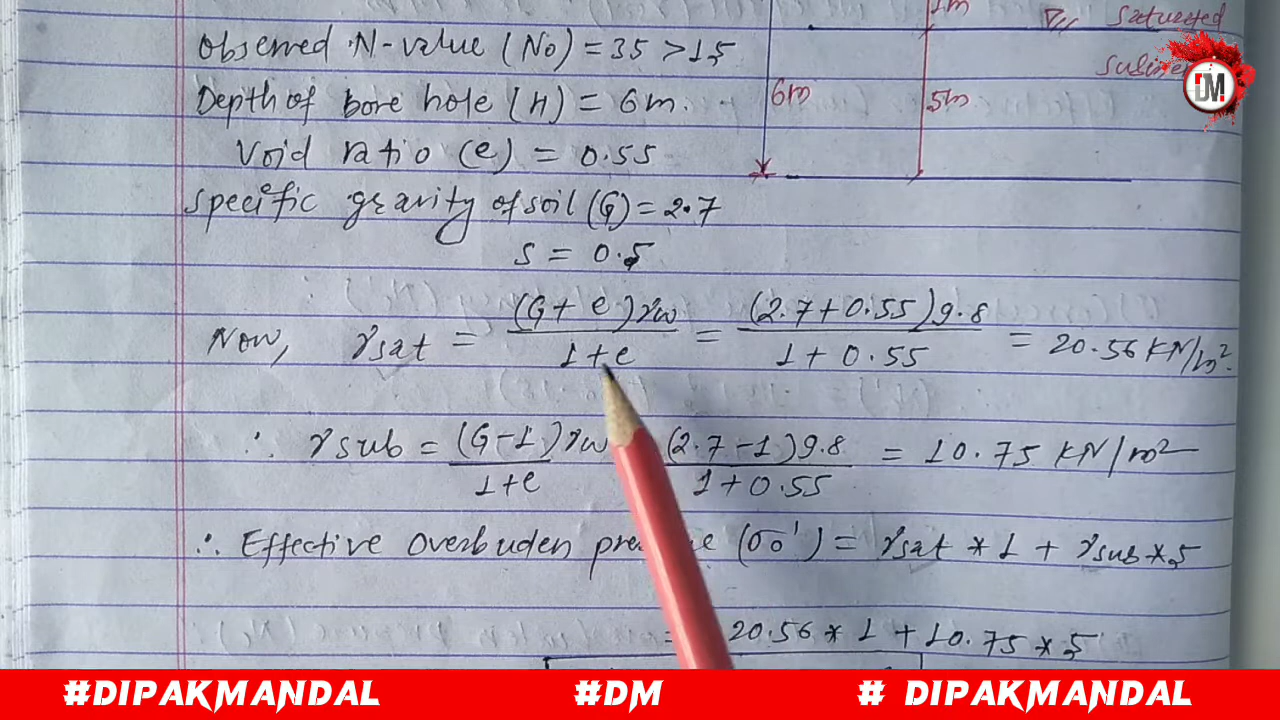 1m
▽ saturated
Observed N-value (No) = 35 > 15
DM
Depth of bore hole (H) = 6m.
6m
5m
Void ratio (e) = 0.55
Specific gravity of soil (G) = 2.7
S = 0.5
Now, γsat = (G + e)γw / 1+e = (2.7+0.55)9.8 / 1 + 0.55 = 20.56 KN/m².
∴ γsub = (G-1)γw / 1+e (2.7-1)9.8 / 1+0.55 = 10.75 KN/m²
∴ Effective Overbuden (σo') = γsat * 1 + γsub * 5
= 20.56 * 1 + 10.75 * 5
#DIPAKMANDAL #DM # DIPAKMANDAL